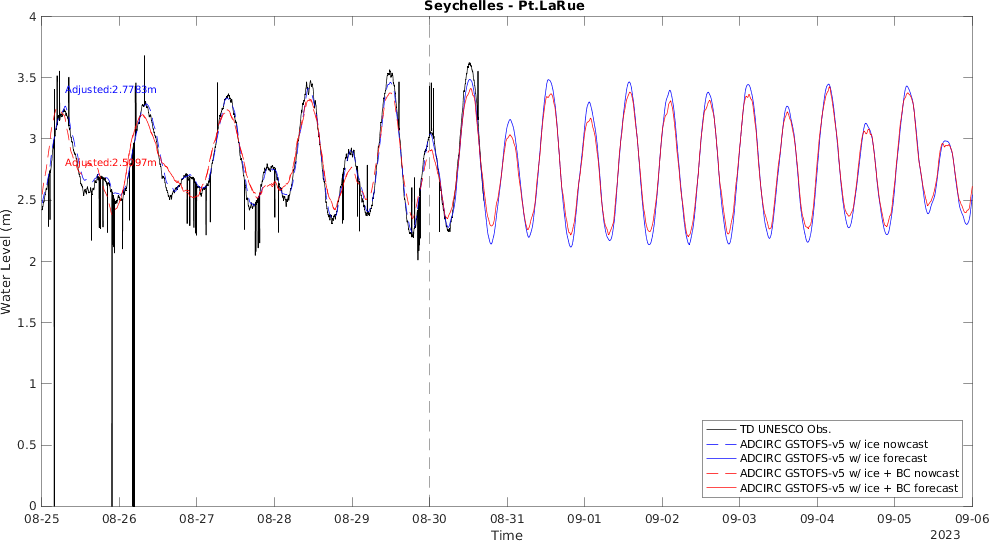 Seychelles - Pt.LaRue
Water Level (m)
4
3.5
3
2.5
2
1.5
1
0.5
0
Adjusted:2.7783m
TD UNESCO Obs.
ADCIRC GSTOFS-v5 w/ ice nowcast
ADCIRC GSTOFS-v5 w/ ice forecast
ADCIRC GSTOFS-v5 w/ ice + BC nowcast
ADCIRC GSTOFS-v5 w/ ice + BC forecast
08-25 08-26 08-27 08-28 08-29 08-30 08-31 09-01 09-02 09-03 09-04 09-05 09-06
Time
2023